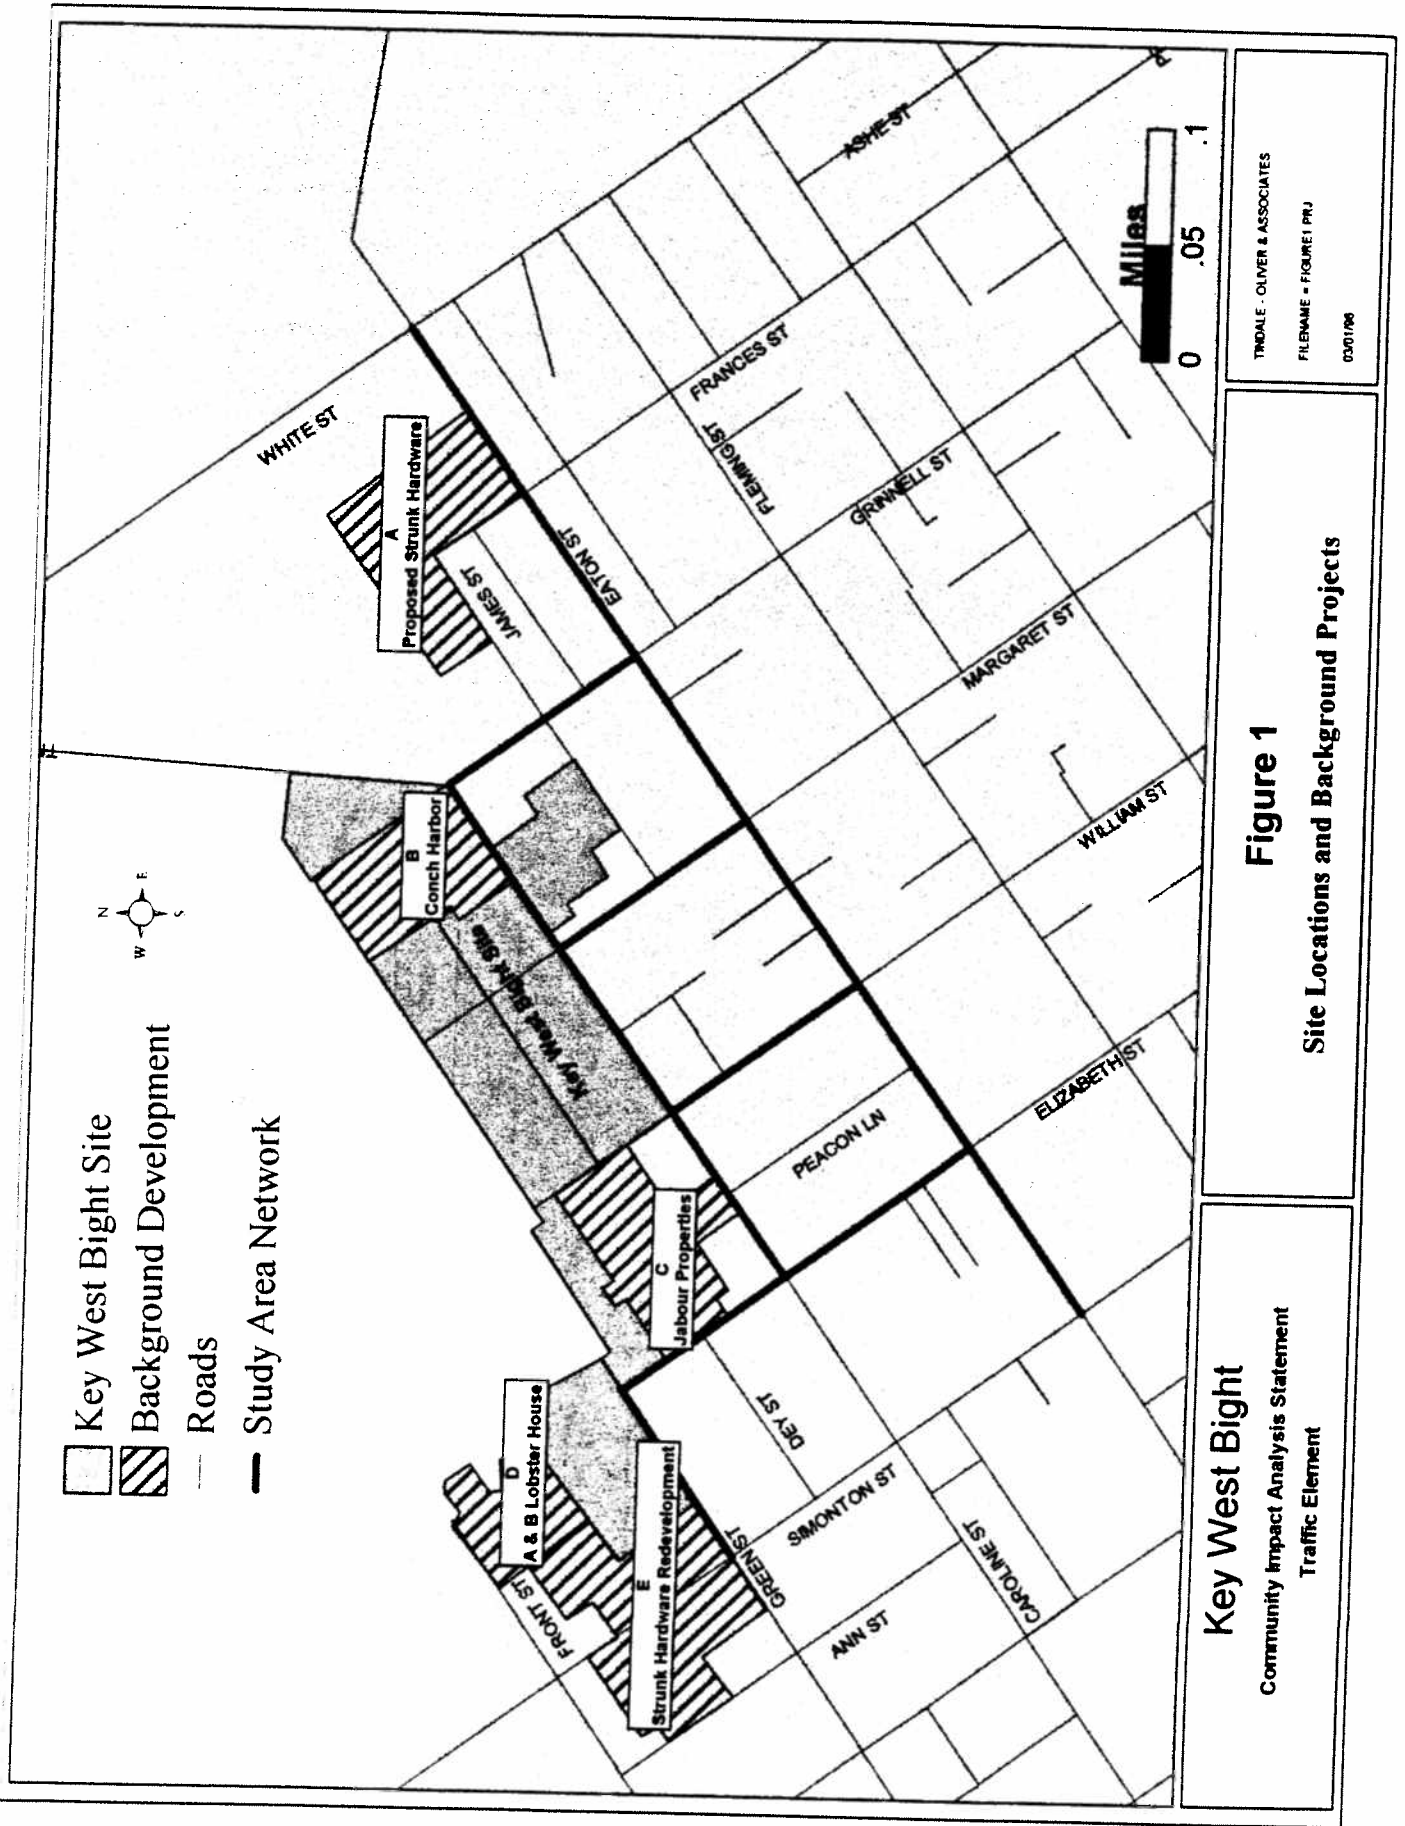 Key West Bight Site
Background Development
Roads
Study Area Network
N
W
E
S
WHITE ST
A
Proposed Strunk Hardware
JAMES ST
EATON ST
B
Conch Harbor
Key West Bight Site
C
Jabour Properties
D
A & B Lobster House
E
Strunk Hardware Redevelopment
FRONT ST
GREEN ST
DEY ST
SIMONTON ST
ANN ST
CAROLINE ST
PEACON LN
ELIZABETH ST
WILLIAM ST
MARGARET ST
GRINNELL ST
FLEMING ST
FRANCES ST
ASHE ST
Miles
0 .05 .1
Key West Bight
Community Impact Analysis Statement
Traffic Element
Figure 1
Site Locations and Background Projects
TINDALE - OLIVER & ASSOCIATES
FILENAME = FIGURE1 PRJ